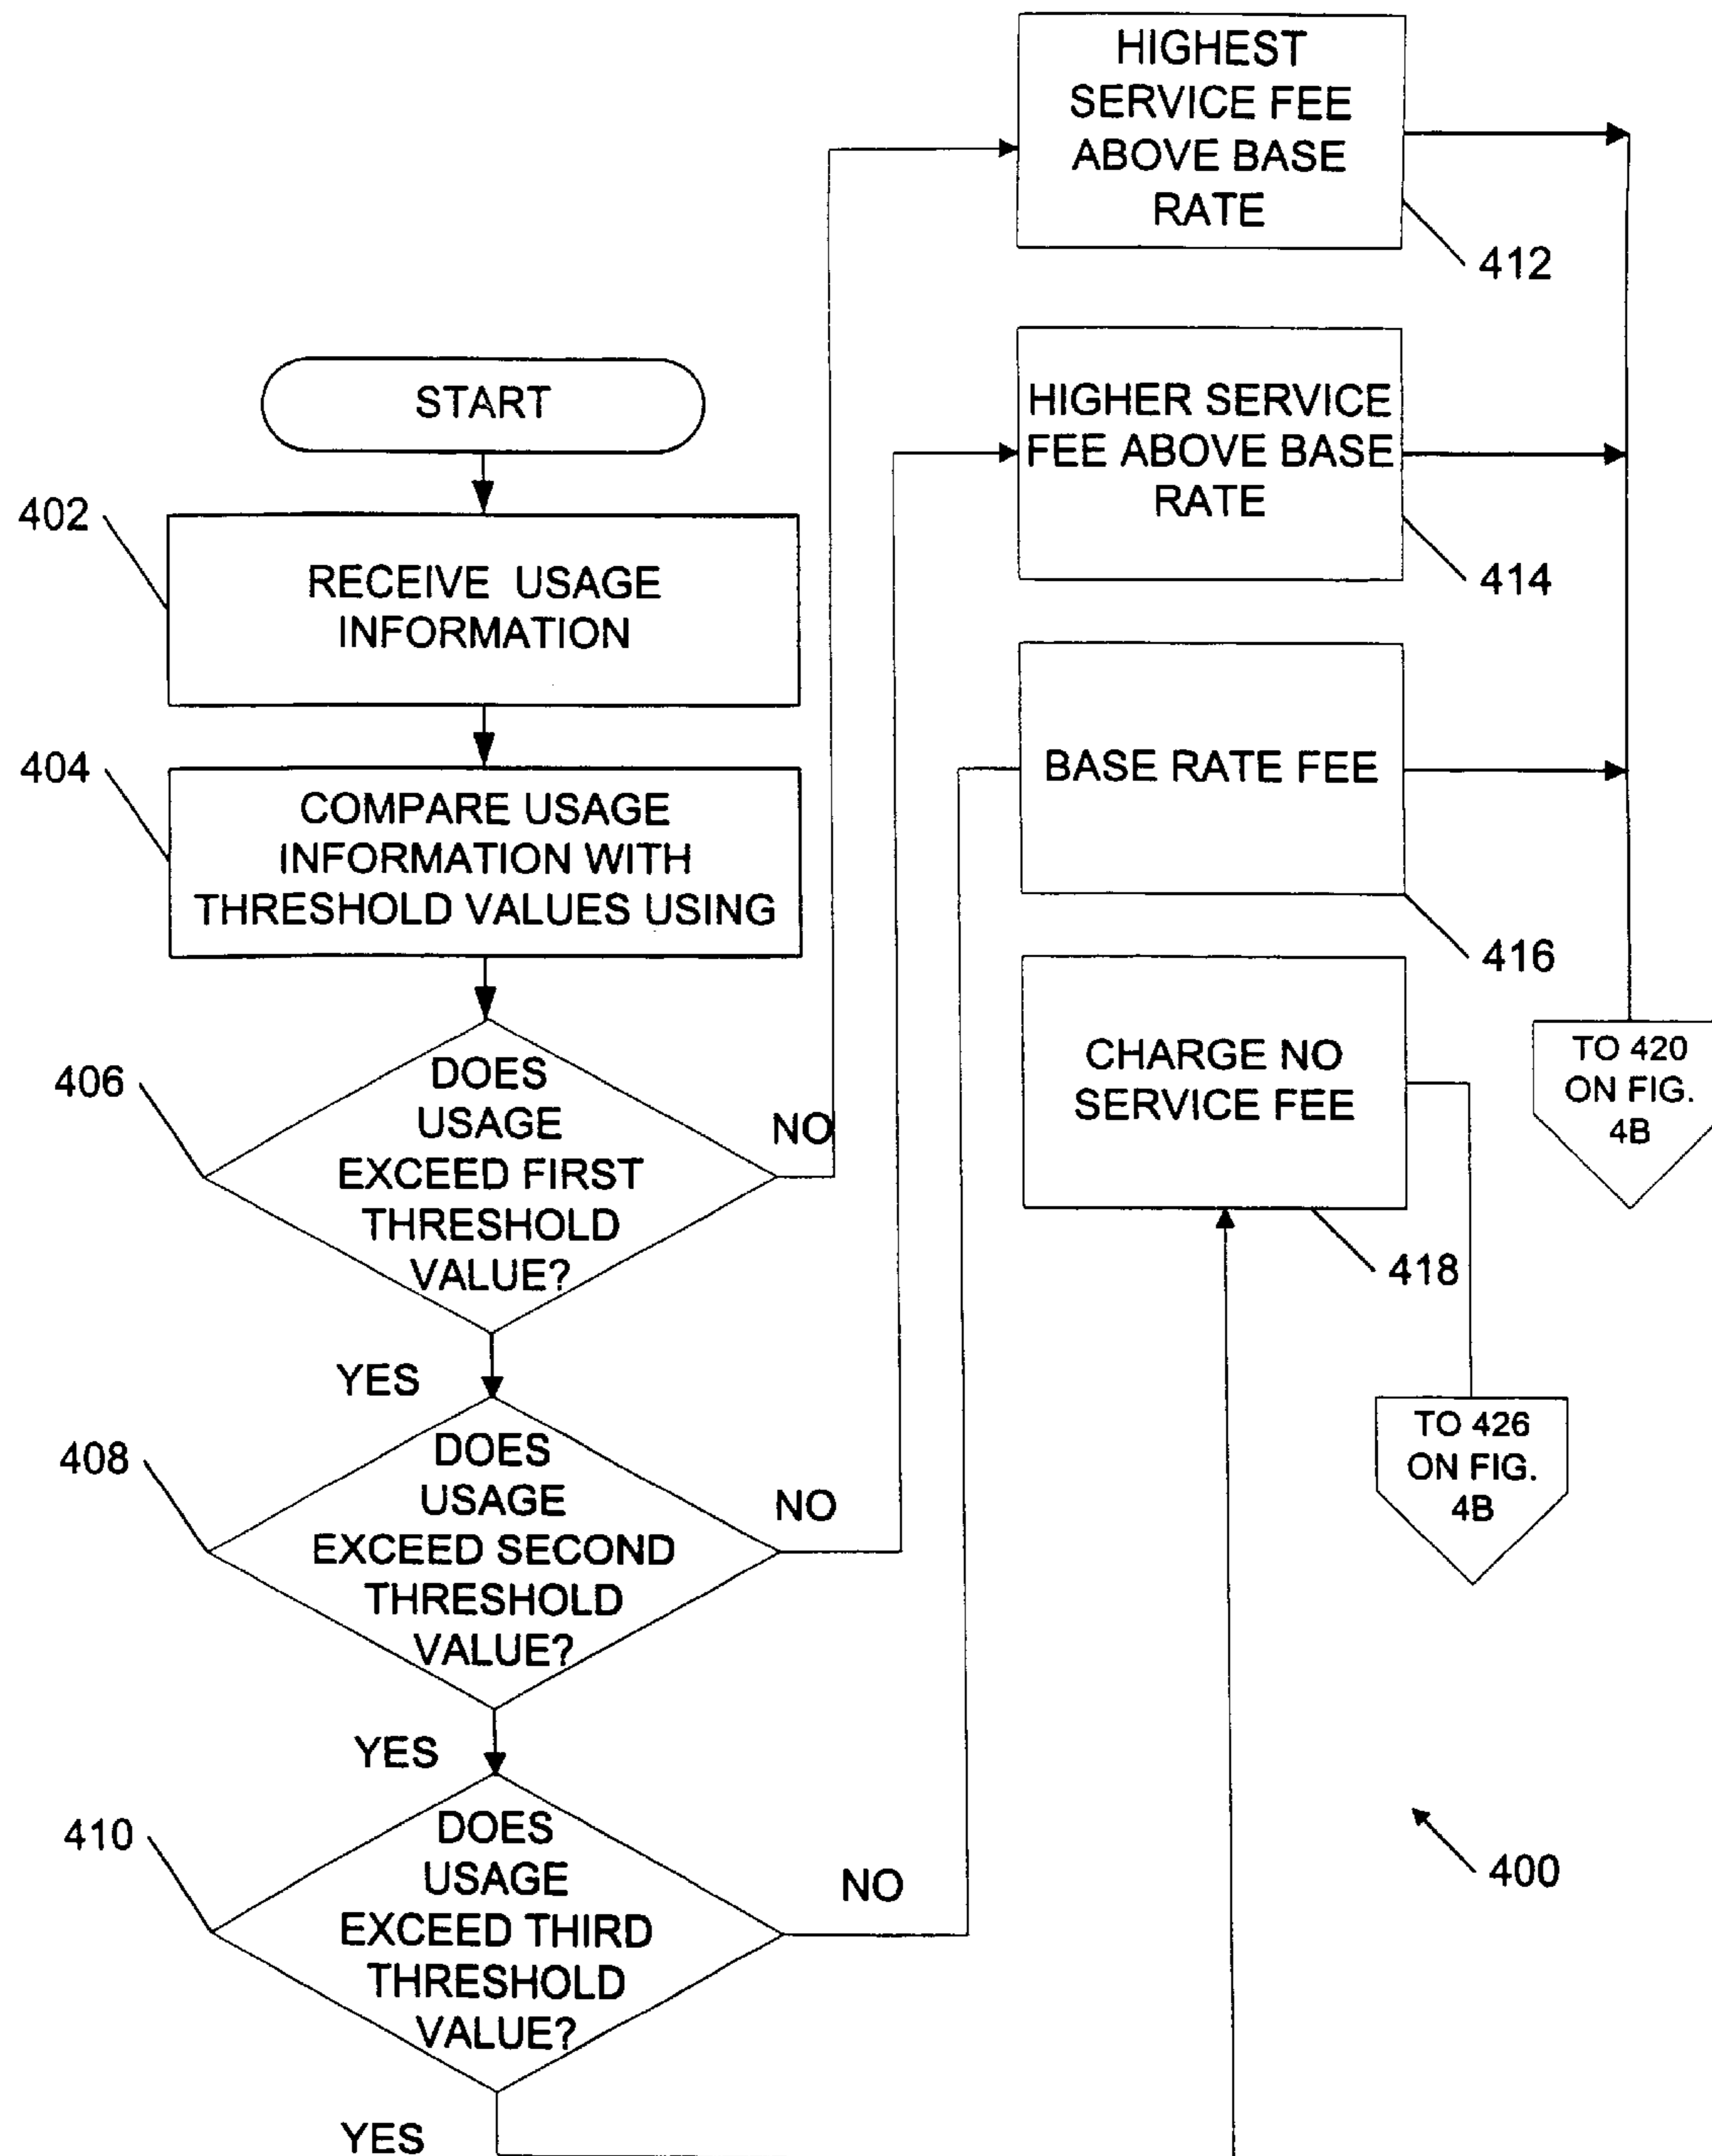 HIGHEST
SERVICE FEE
ABOVE BASE
RATE
412
HIGHER SERVICE
FEE ABOVE BASE
RATE
414
START
402
RECEIVE USAGE
INFORMATION
BASE RATE FEE
416
404
COMPARE USAGE
INFORMATION WITH
THRESHOLD VALUES USING
CHARGE NO
SERVICE FEE
418
TO 420
ON FIG.
4B
406
DOES
USAGE
EXCEED FIRST
THRESHOLD
VALUE?
NO
YES
TO 426
ON FIG.
4B
408
DOES
USAGE
EXCEED SECOND
THRESHOLD
VALUE?
NO
YES
410
DOES
USAGE
EXCEED THIRD
THRESHOLD
VALUE?
NO
YES
400